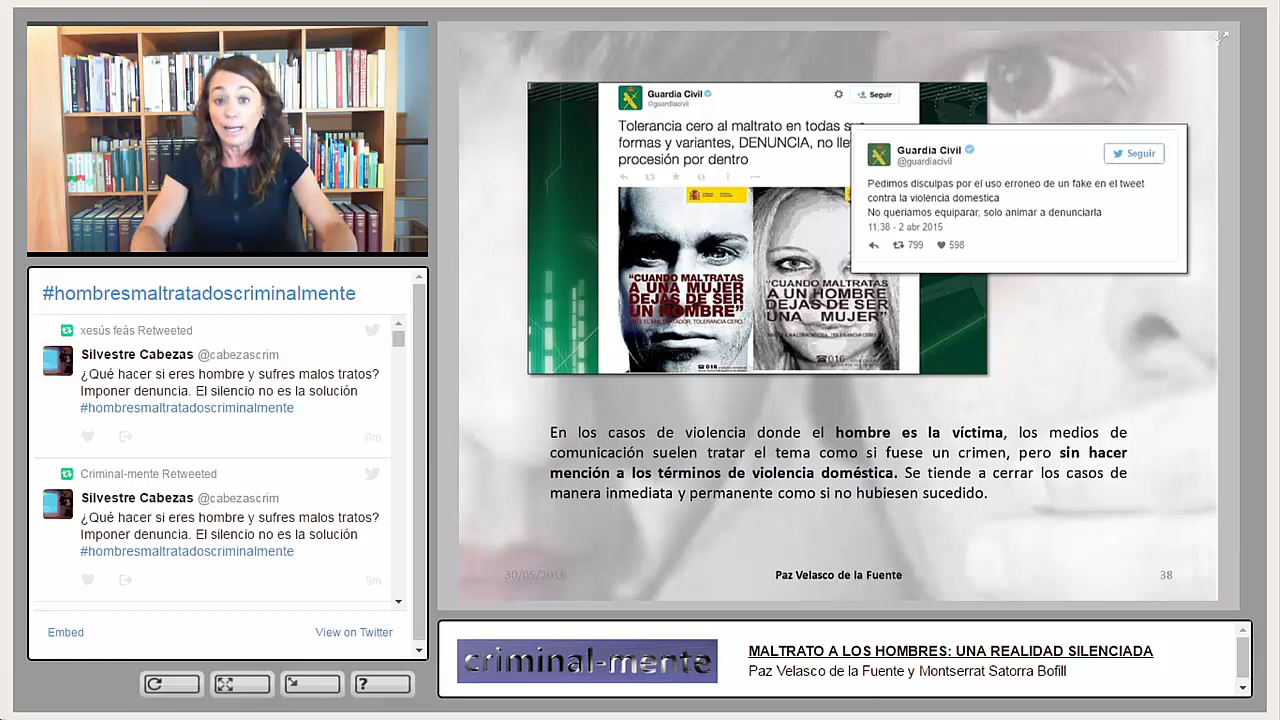 Guardia Civil
@guardiacivil
Seguir
Tolerancia cero al maltrato en todas
formas y variantes, DENUNCIA, no
procesión por dentro
"CUANDO MALTRATAS
A UNA MUJER
DEJAS DE SER
UN HOMBRE"
ANTE EL MALTRATADOR, TOLERANCIA CERO.
016
"CUANDO MALTRATAS
A UN HOMBRE
DEJAS DE SER
UNA MUJER"
016
Guardia Civil
@guardiacivil
Seguir
Pedimos disculpas por el uso erroneo de un fake en el tweet
contra la violencia domestica
No queriamos equiparar, solo animar a denunciarla
11:38 - 2 abr 2015
799 598
#hombresmaltratadoscriminalmente
xesús feás Retweeted
Silvestre Cabezas @cabezascrim
¿Qué hacer si eres hombre y sufres malos tratos?
Imponer denuncia. El silencio no es la solución
#hombresmaltratadoscriminalmente
6m
Criminal-mente Retweeted
Silvestre Cabezas @cabezascrim
¿Qué hacer si eres hombre y sufres malos tratos?
Imponer denuncia. El silencio no es la solución
#hombresmaltratadoscriminalmente
5m
Embed View on Twitter
?
En los casos de violencia donde el hombre es la víctima, los medios de
comunicación suelen tratar el tema como si fuese un crimen, pero sin hacer
mención a los términos de violencia doméstica. Se tiende a cerrar los casos de
manera inmediata y permanente como si no hubiesen sucedido.
30/05/2016 Paz Velasco de la Fuente 38
criminal-mente
MALTRATO A LOS HOMBRES: UNA REALIDAD SILENCIADA
Paz Velasco de la Fuente y Montserrat Satorra Bofill